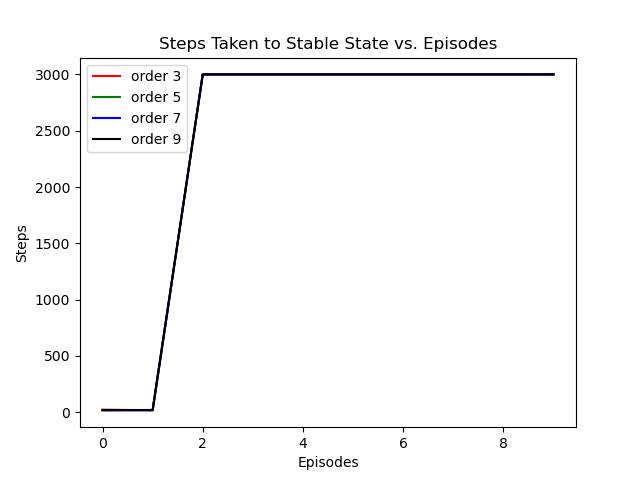 Steps Taken to Stable State vs. Episodes
order 3
order 5
order 7
order 9
3000
2500
2000
1500
1000
500
0
Steps
0 2 4 6 8
Episodes